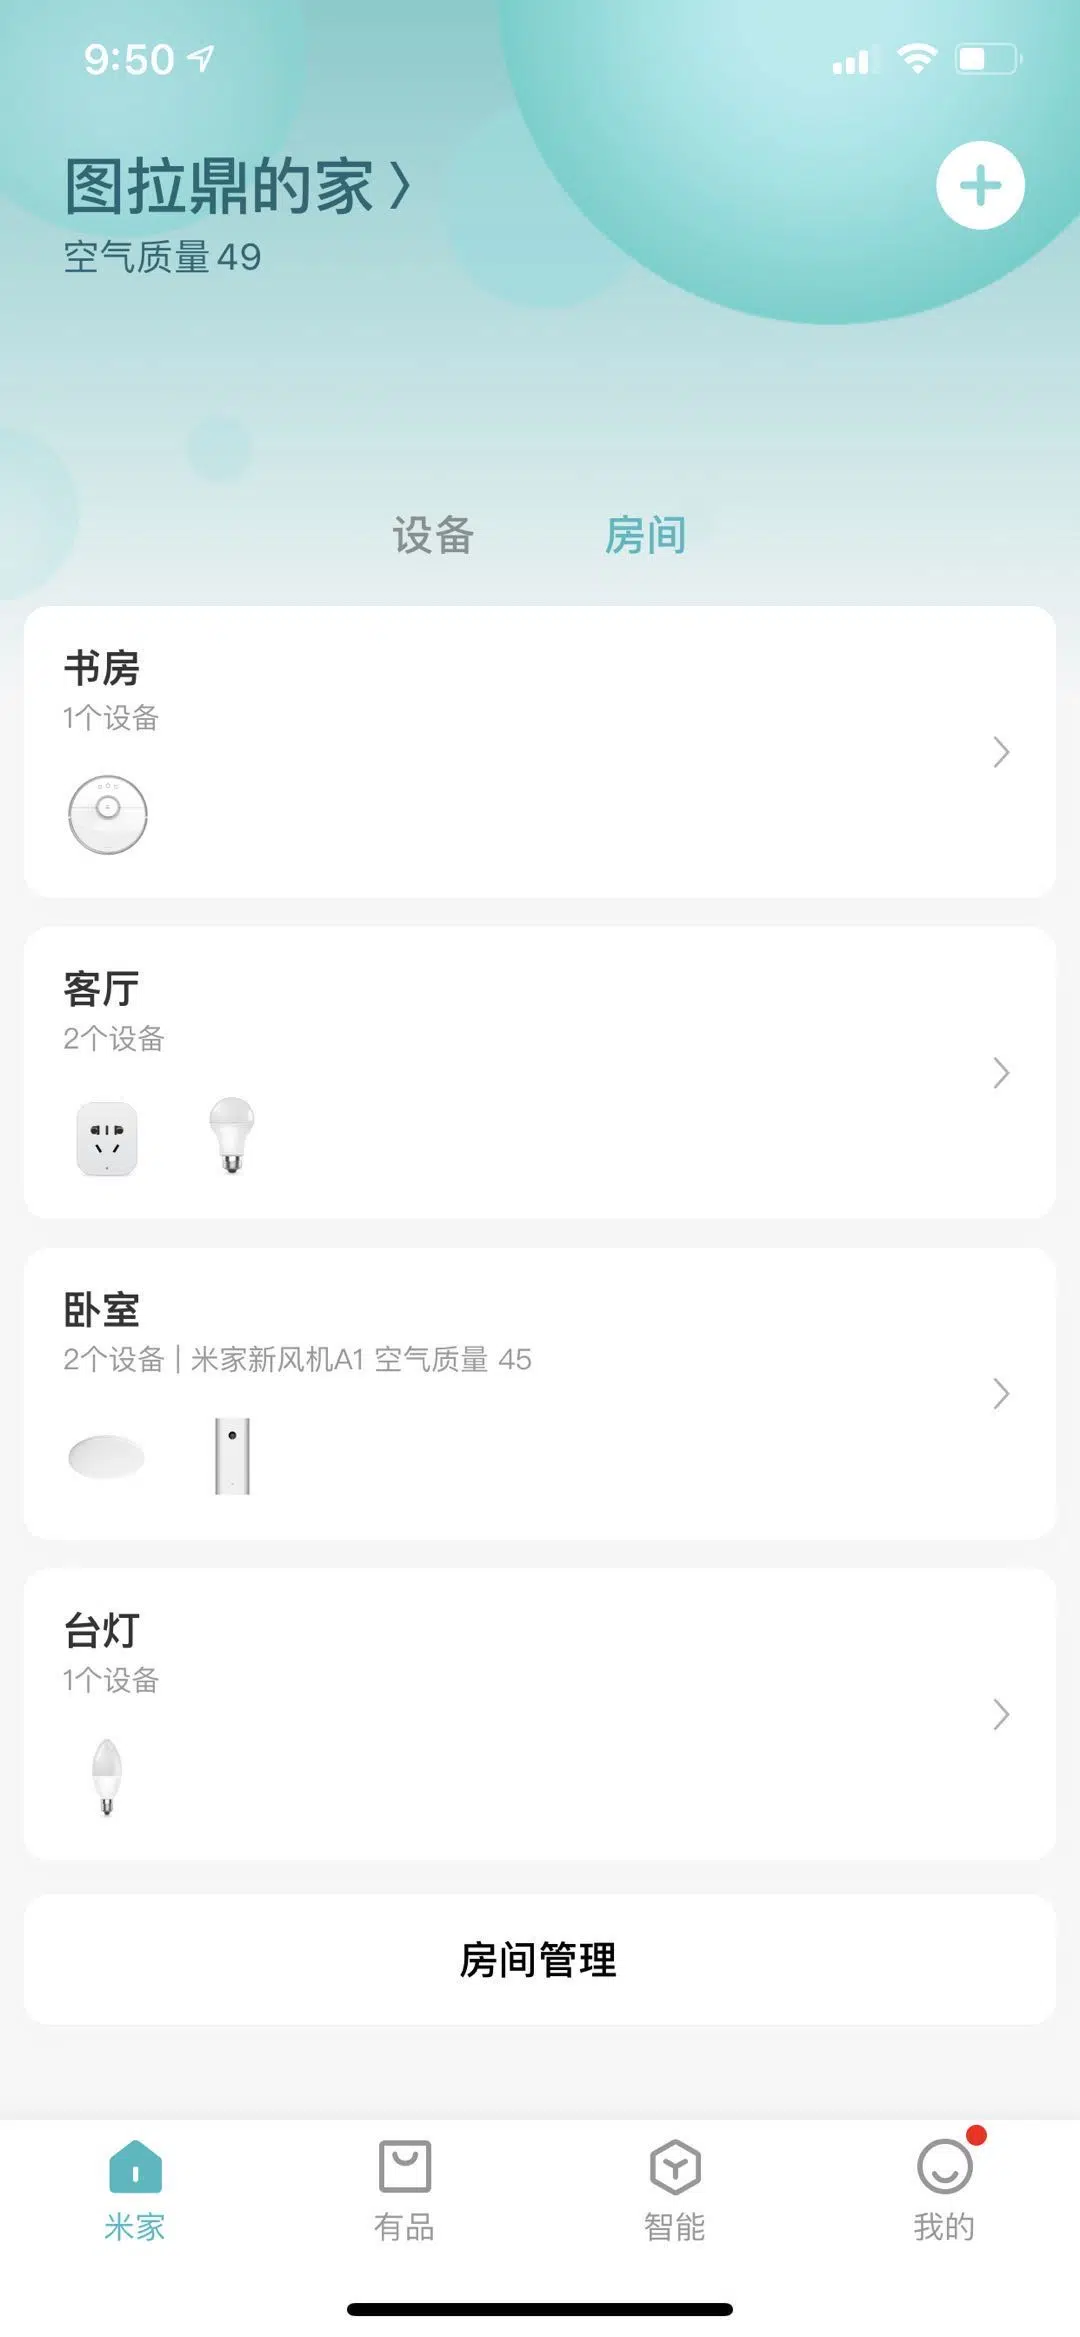 9:50
图拉鼎的家
空气质量 49
设备
房间
书房
1个设备
客厅
2个设备
卧室
2个设备 | 米家新风机A1 空气质量 45
台灯
1个设备
房间管理
米家
有品
智能
我的